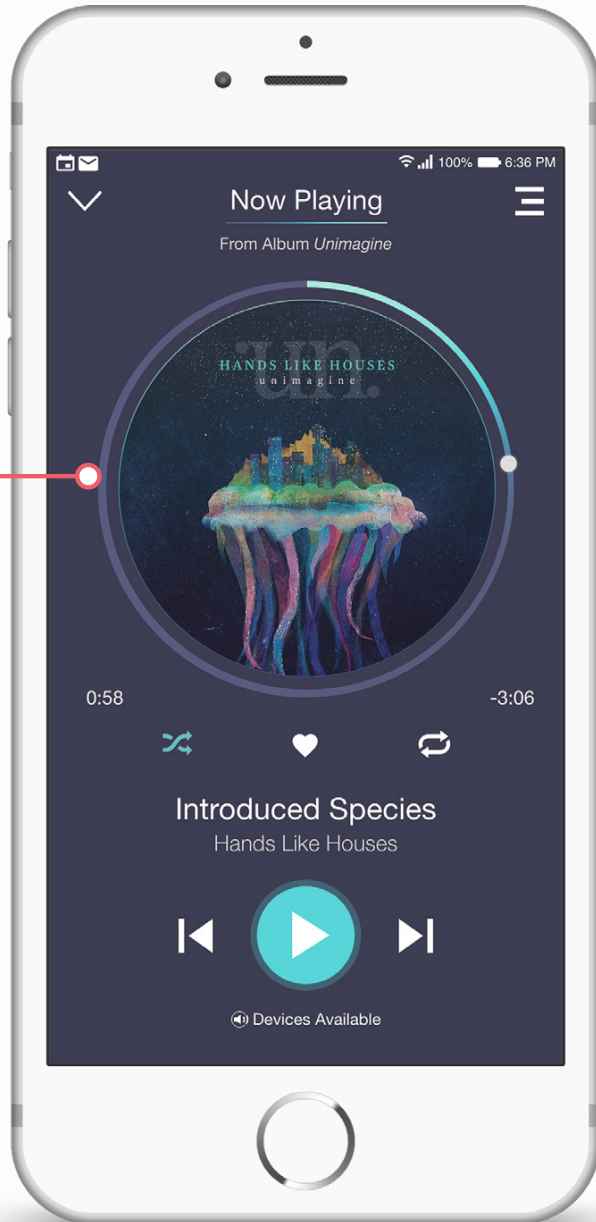 100% 6:36 PM
Now Playing
From Album Unimagine
un.
HANDS LIKE HOUSES
unimagine
0:58 -3:06
Introduced Species
Hands Like Houses
Devices Available